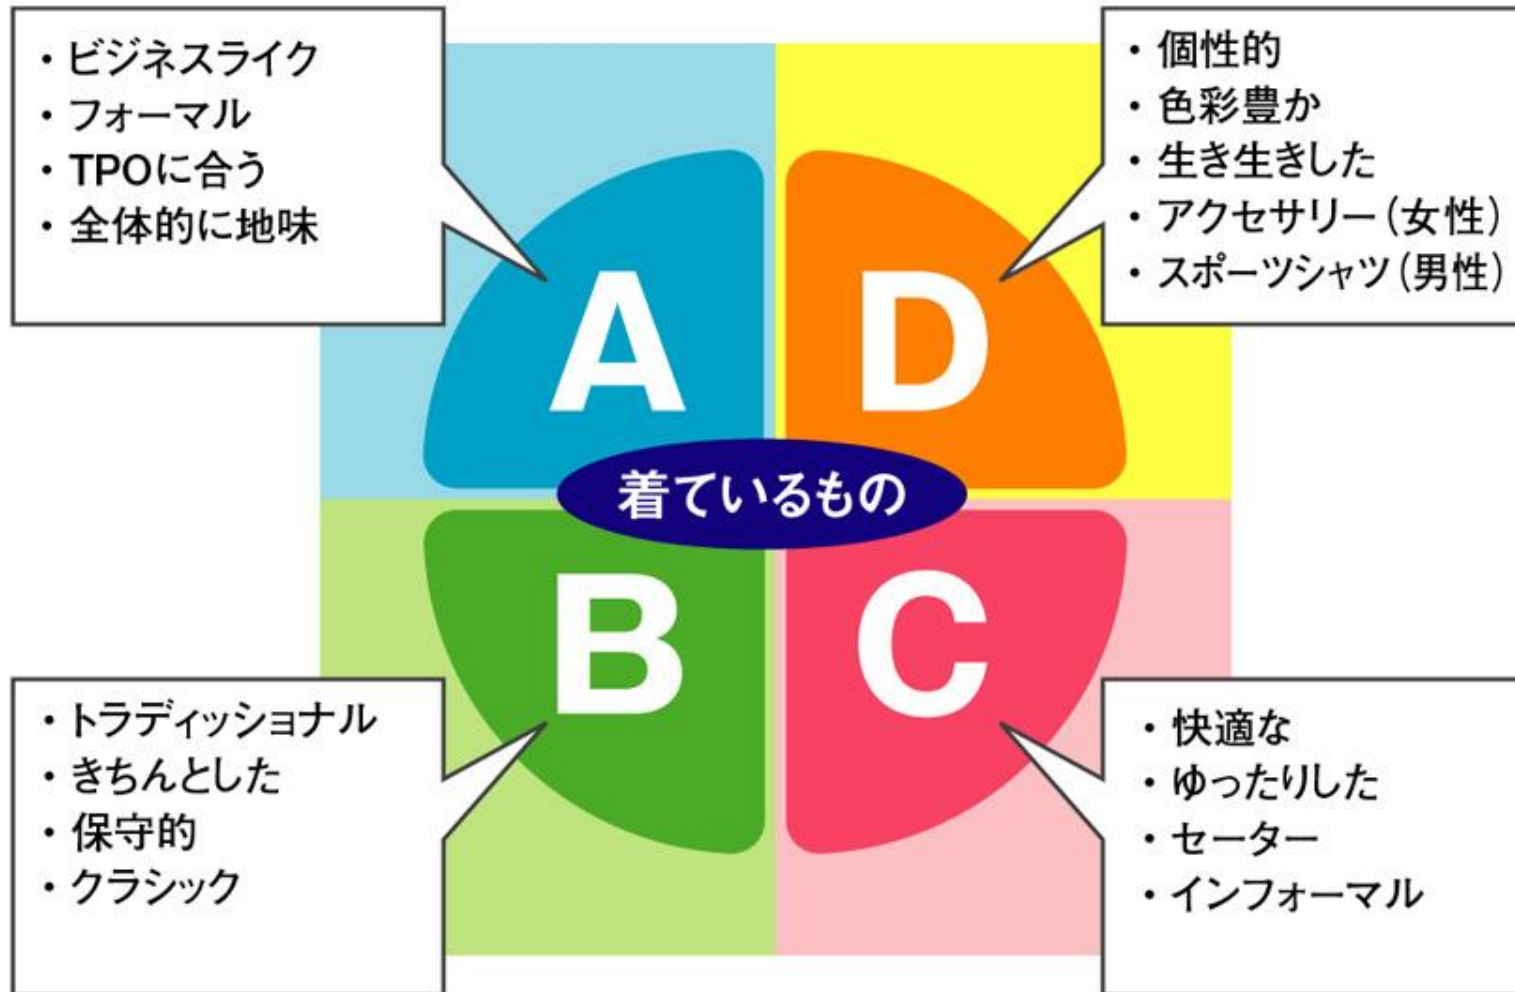 ・ビジネスライク
・フォーマル
・TPOに合う
・全体的に地味
・個性的
・色彩豊か
・生き生きした
・アクセサリー(女性)
・スポーツシャツ(男性)
A
D
着ているもの
B
C
・トラディッショナル
・きちんとした
・保守的
・クラシック
・快適な
・ゆったりした
・セーター
・インフォーマル